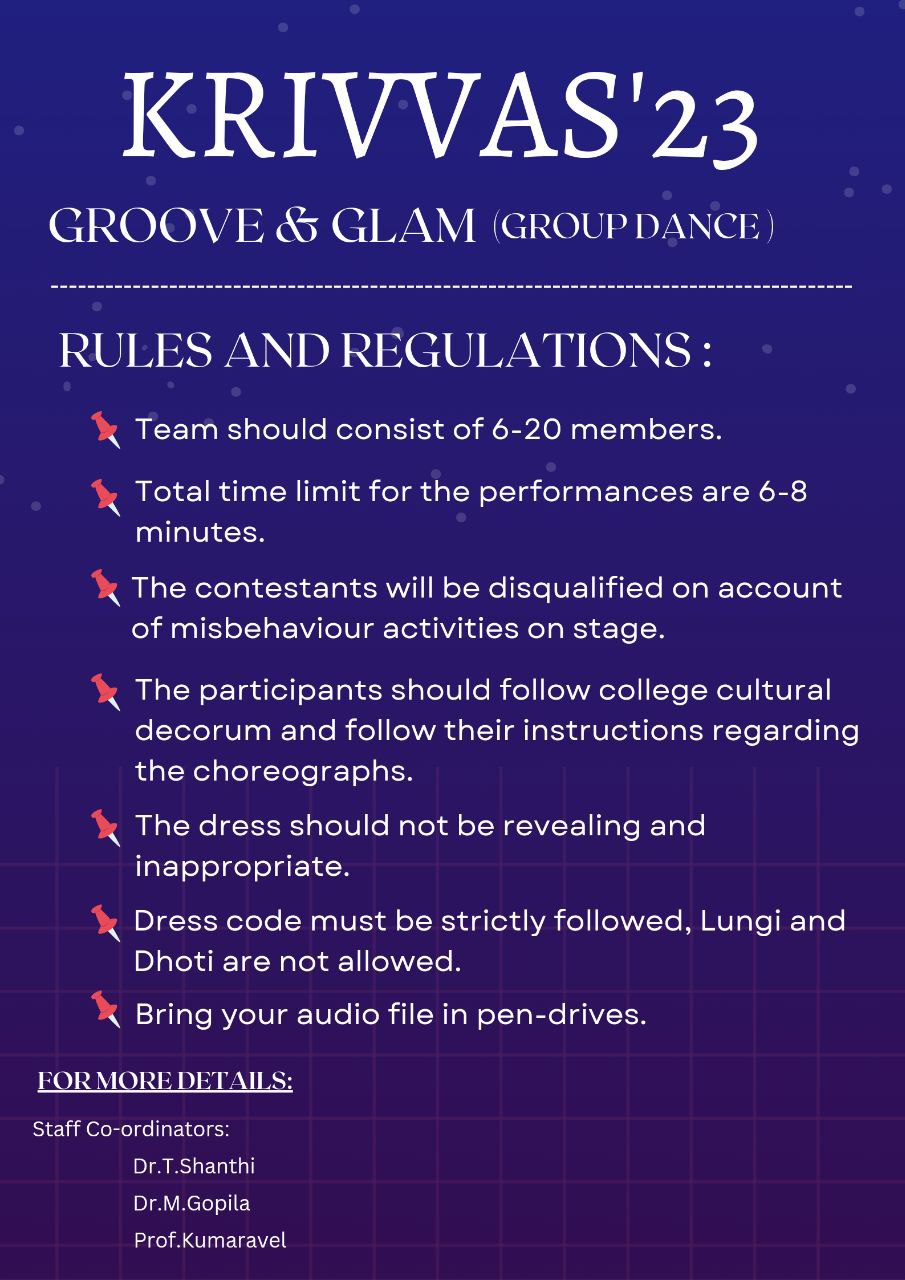 KRIVVAS'23
GROOVE & GLAM (GROUP DANCE )
--------------------------------------------------------------------------------------
RULES AND REGULATIONS :
Team should consist of 6-20 members.
Total time limit for the performances are 6-8
minutes.
The contestants will be disqualified on account
of misbehaviour activities on stage.
The participants should follow college cultural
decorum and follow their instructions regarding
the choreographs.
The dress should not be revealing and
inappropriate.
Dress code must be strictly followed, Lungi and
Dhoti are not allowed.
Bring your audio file in pen-drives.
FOR MORE DETAILS:
Staff Co-ordinators:
Dr.T.Shanthi
Dr.M.Gopila
Prof.Kumaravel